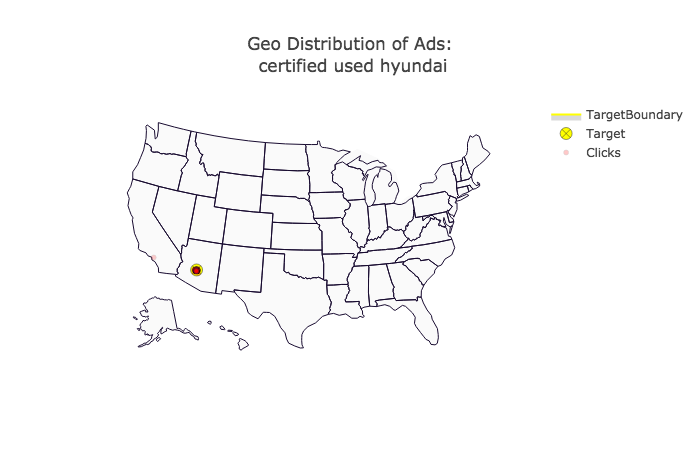 Geo Distribution of Ads:
certified used hyundai
TargetBoundary
Target
Clicks